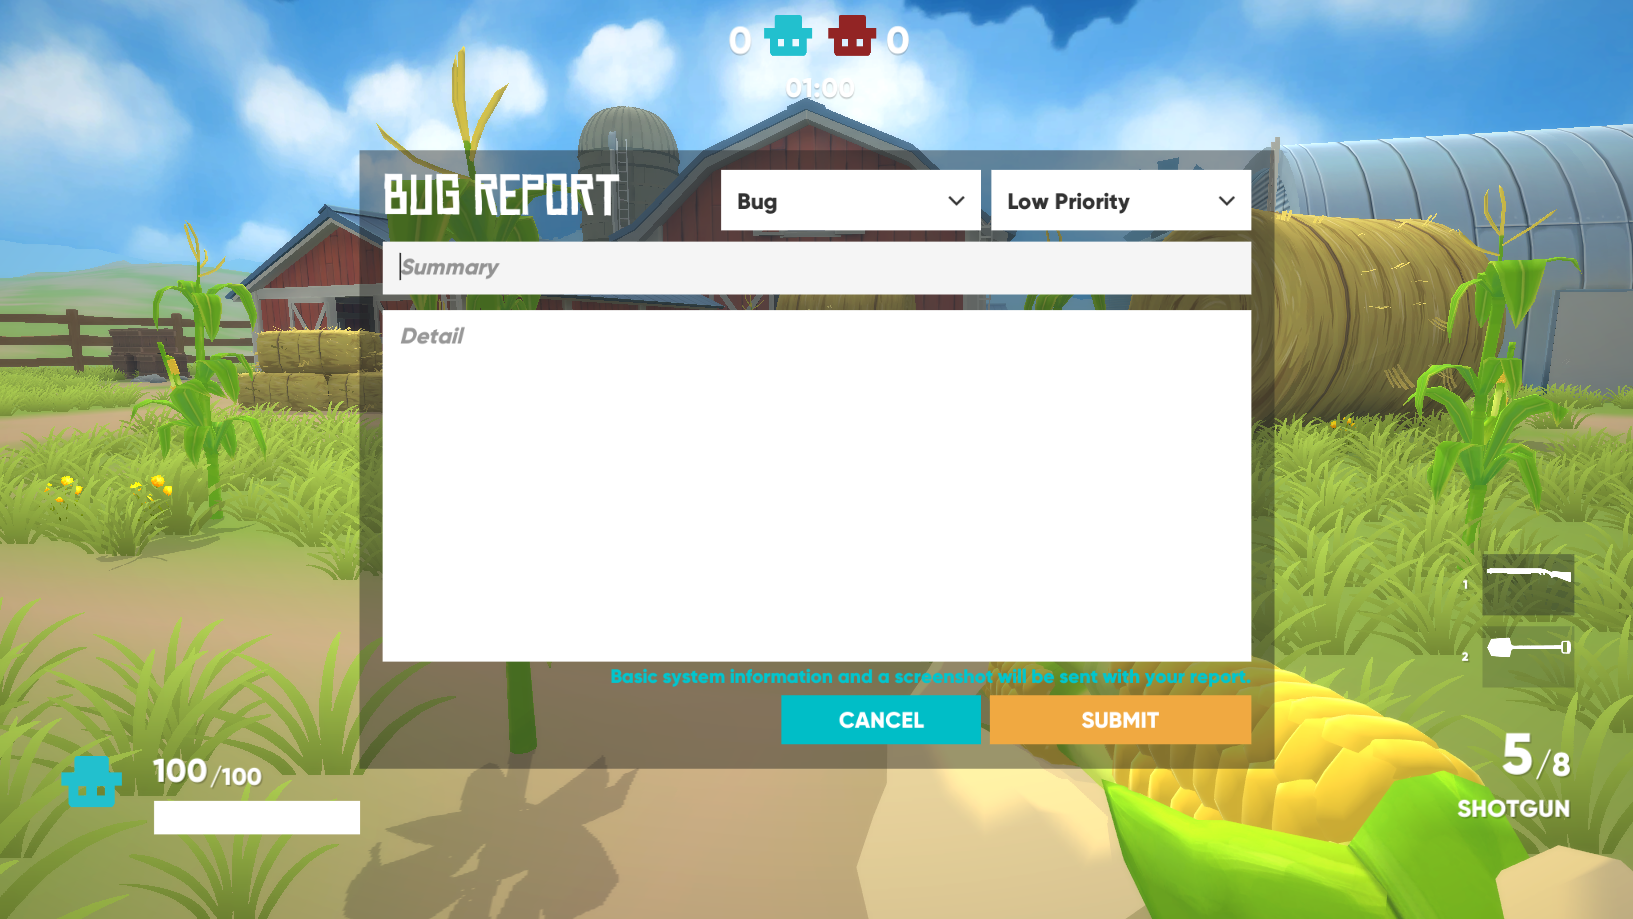 0 0
01:00
BUG REPORT
Bug
Low Priority
Summary
Detail
Basic system information and a screenshot will be sent with your report.
CANCEL
SUBMIT
1
2
100/100
5/8
SHOTGUN